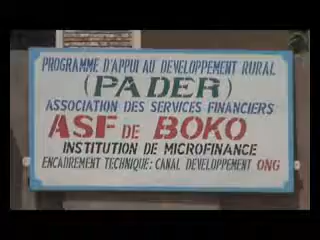 PROGRAMME D'APPUI AU DEVELOPPEMENT RURAL
(PADER)
ASSOCIATION DES SERVICES FINANCIERS
ASF DE BOKO
INSTITUTION DE MICROFINANCE
ENCADREMENT TECHNIQUE: CANAL DEVELOPPEMENT ONG